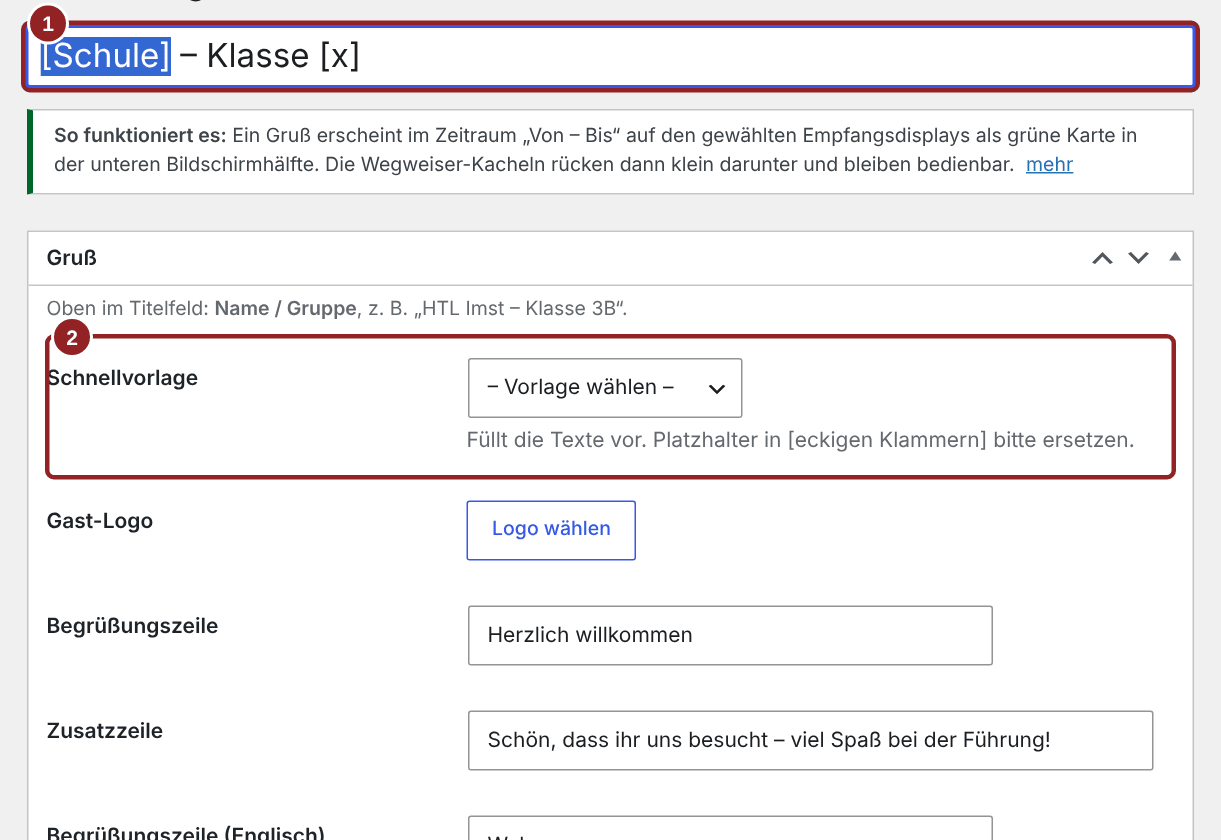 1
[Schule] – Klasse [x]
So funktioniert es: Ein Gruß erscheint im Zeitraum „Von – Bis“ auf den gewählten Empfangsdisplays als grüne Karte in
der unteren Bildschirmhälfte. Die Wegweiser-Kacheln rücken dann klein darunter und bleiben bedienbar. mehr
Gruß
Oben im Titelfeld: Name / Gruppe, z. B. „HTL Imst – Klasse 3B“.
2
Schnellvorlage
– Vorlage wählen –
Füllt die Texte vor. Platzhalter in [eckigen Klammern] bitte ersetzen.
Gast-Logo
Logo wählen
Begrüßungszeile
Herzlich willkommen
Zusatzzeile
Schön, dass ihr uns besucht – viel Spaß bei der Führung!
Begrüßungszeile (Englisch)